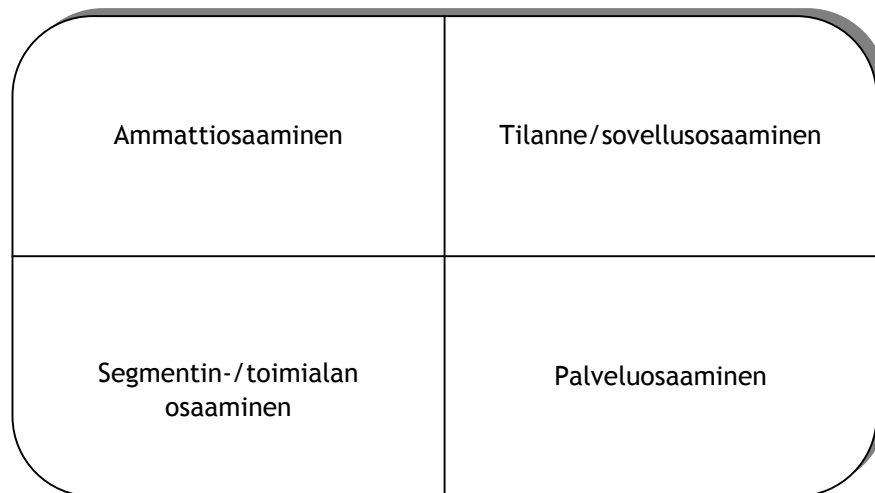 Ammattiosaaminen
Tilanne/sovellusosaaminen
Segmentin-/toimialan
osaaminen
Palveluosaaminen